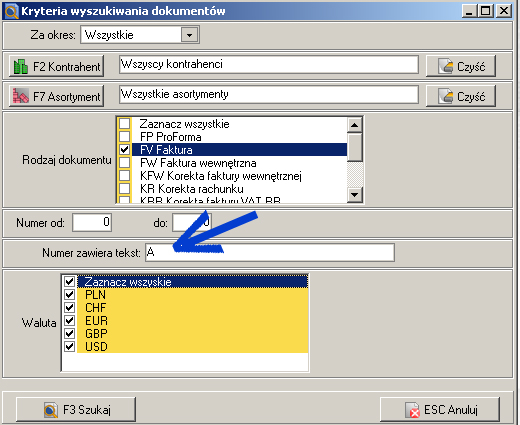 Kryteria wyszukiwania dokumentów
Za okres: Wszystkie
F2 Kontrahent Wszyscy kontrahenci Czyść
F7 Asortyment Wszystkie asortymenty Czyść
Rodzaj dokumentu
Zaznacz wszystkie
FP ProForma
FV Faktura
FW Faktura wewnętrzna
KFW Korekta faktury wewnętrznej
KR Korekta rachunku
KRR Korekta faktury VAT RR
Numer od: 0 do: 0
Numer zawiera tekst: A
Waluta
Zaznacz wszyskie
PLN
CHF
EUR
GBP
USD
F3 Szukaj ESC Anuluj